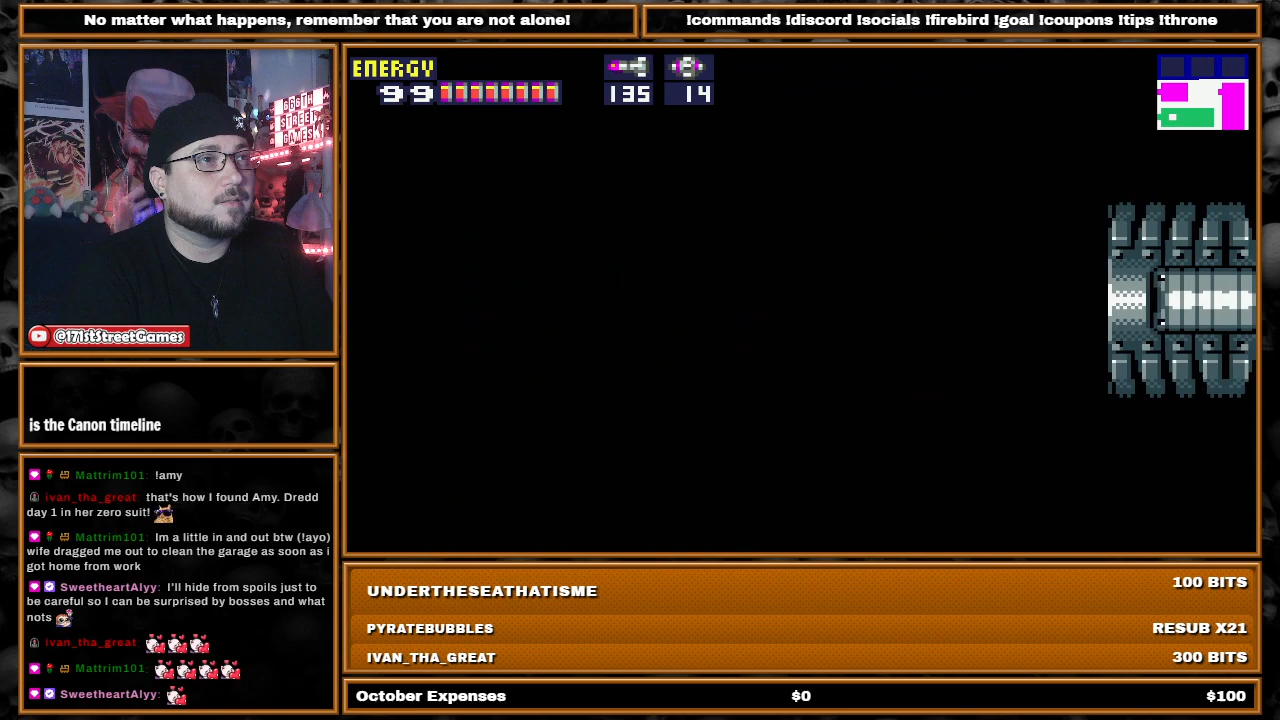 No matter what happens, remember that you are not alone!
!commands !discord !socials !firebird !goal !coupons !tips !throne
666TH
STREET
GAMES
@171stStreetGames
ENERGY
99
135
14
is the Canon timeline
Mattrim101: !amy
ivan_tha_great that's how I found Amy. Dredd
day 1 in her zero suit!
Mattrim101: Im a little in and out btw (!ayo)
wife dragged me out to clean the garage as soon as i
got home from work
SweetheartAlyy: I'll hide from spoils just to
be careful so I can be surprised by bosses and what
nots
ivan_tha_great
Mattrim101:
SweetheartAlyy:
UNDERTHESEATHATISME 100 BITS
PYRATEBUBBLES RESUB X21
IVAN_THA_GREAT 300 BITS
October Expenses $0 $100